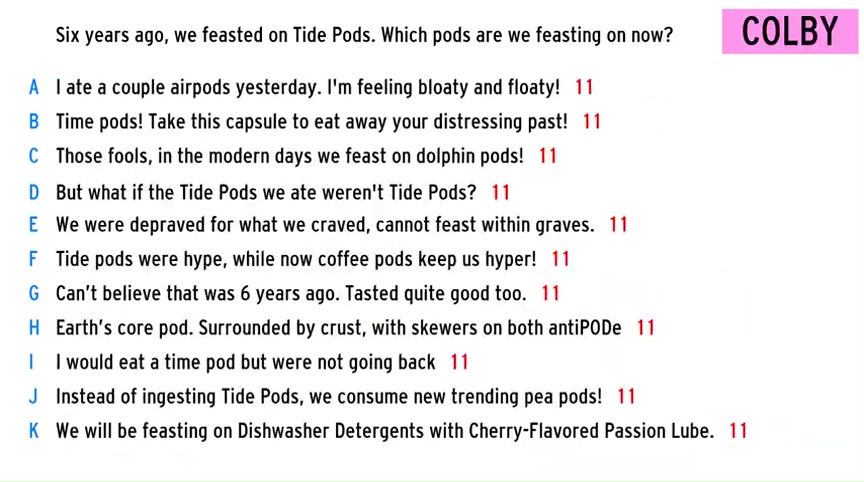 Six years ago, we feasted on Tide Pods. Which pods are we feasting on now?
COLBY
A I ate a couple airpods yesterday. I'm feeling bloaty and floaty! 11
B Time pods! Take this capsule to eat away your distressing past! 11
C Those fools, in the modern days we feast on dolphin pods! 11
D But what if the Tide Pods we ate weren't Tide Pods? 11
E We were depraved for what we craved, cannot feast within graves. 11
F Tide pods were hype, while now coffee pods keep us hyper! 11
G Can't believe that was 6 years ago. Tasted quite good too. 11
H Earth's core pod. Surrounded by crust, with skewers on both antiPODe 11
I I would eat a time pod but were not going back 11
J Instead of ingesting Tide Pods, we consume new trending pea pods! 11
K We will be feasting on Dishwasher Detergents with Cherry-Flavored Passion Lube. 11